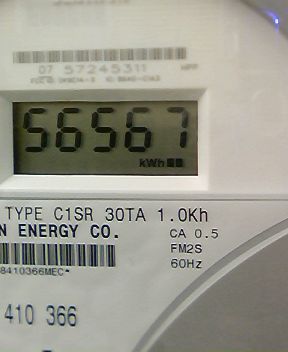 07 57245311
56567
kWh
TYPE C1SR 30TA 1.0Kh
N ENERGY CO.
CA 0.5
FM2S
60Hz
8410366MEC*
410 366